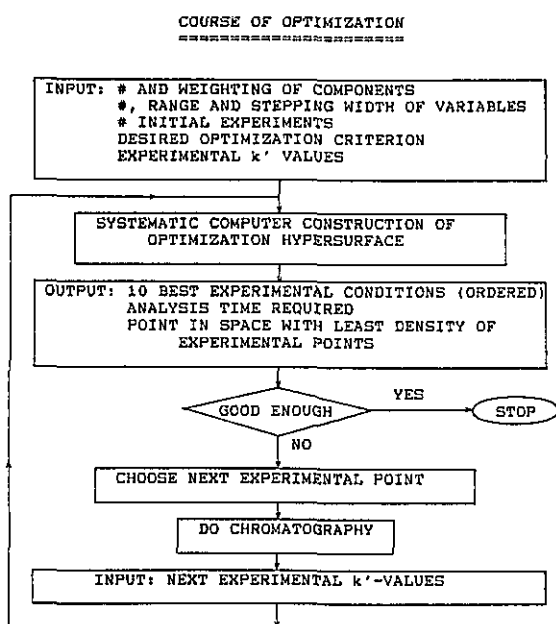 COURSE OF OPTIMIZATION
======================
INPUT: # AND WEIGHTING OF COMPONENTS
#, RANGE AND STEPPING WIDTH OF VARIABLES
# INITIAL EXPERIMENTS
DESIRED OPTIMIZATION CRITERION
EXPERIMENTAL k' VALUES
SYSTEMATIC COMPUTER CONSTRUCTION OF
OPTIMIZATION HYPERSURFACE
OUTPUT: 10 BEST EXPERIMENTAL CONDITIONS (ORDERED)
ANALYSIS TIME REQUIRED
POINT IN SPACE WITH LEAST DENSITY OF
EXPERIMENTAL POINTS
GOOD ENOUGH
YES
STOP
NO
CHOOSE NEXT EXPERIMENTAL POINT
DO CHROMATOGRAPHY
INPUT: NEXT EXPERIMENTAL k'-VALUES